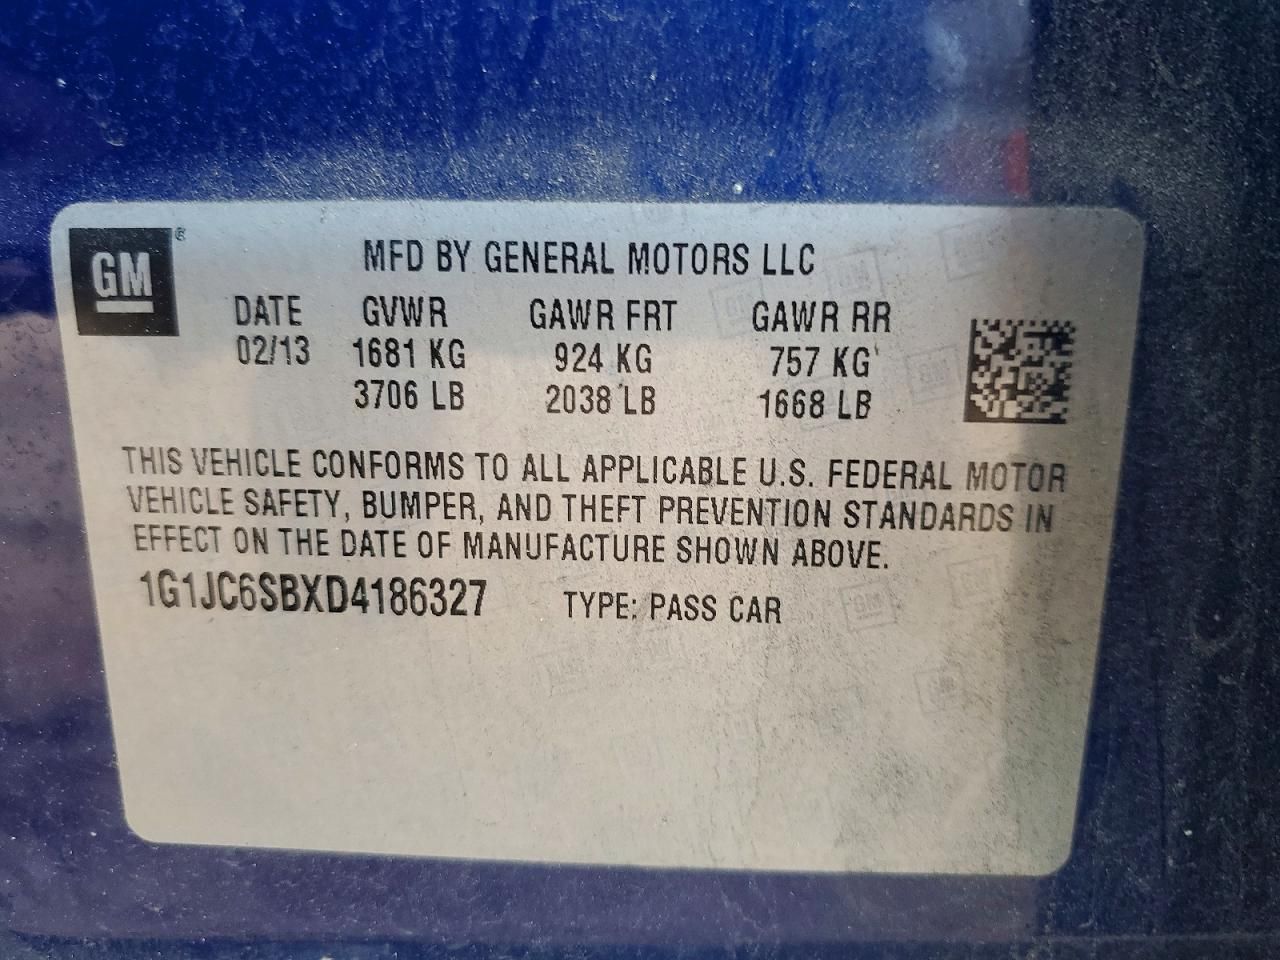 GM ®
MFD BY GENERAL MOTORS LLC
DATE GVWR GAWR FRT GAWR RR
02/13 1681 KG 924 KG 757 KG
3706 LB 2038 LB 1668 LB
THIS VEHICLE CONFORMS TO ALL APPLICABLE U.S. FEDERAL MOTOR
VEHICLE SAFETY, BUMPER, AND THEFT PREVENTION STANDARDS IN
EFFECT ON THE DATE OF MANUFACTURE SHOWN ABOVE.
1G1JC6SBXD4186327 TYPE: PASS CAR